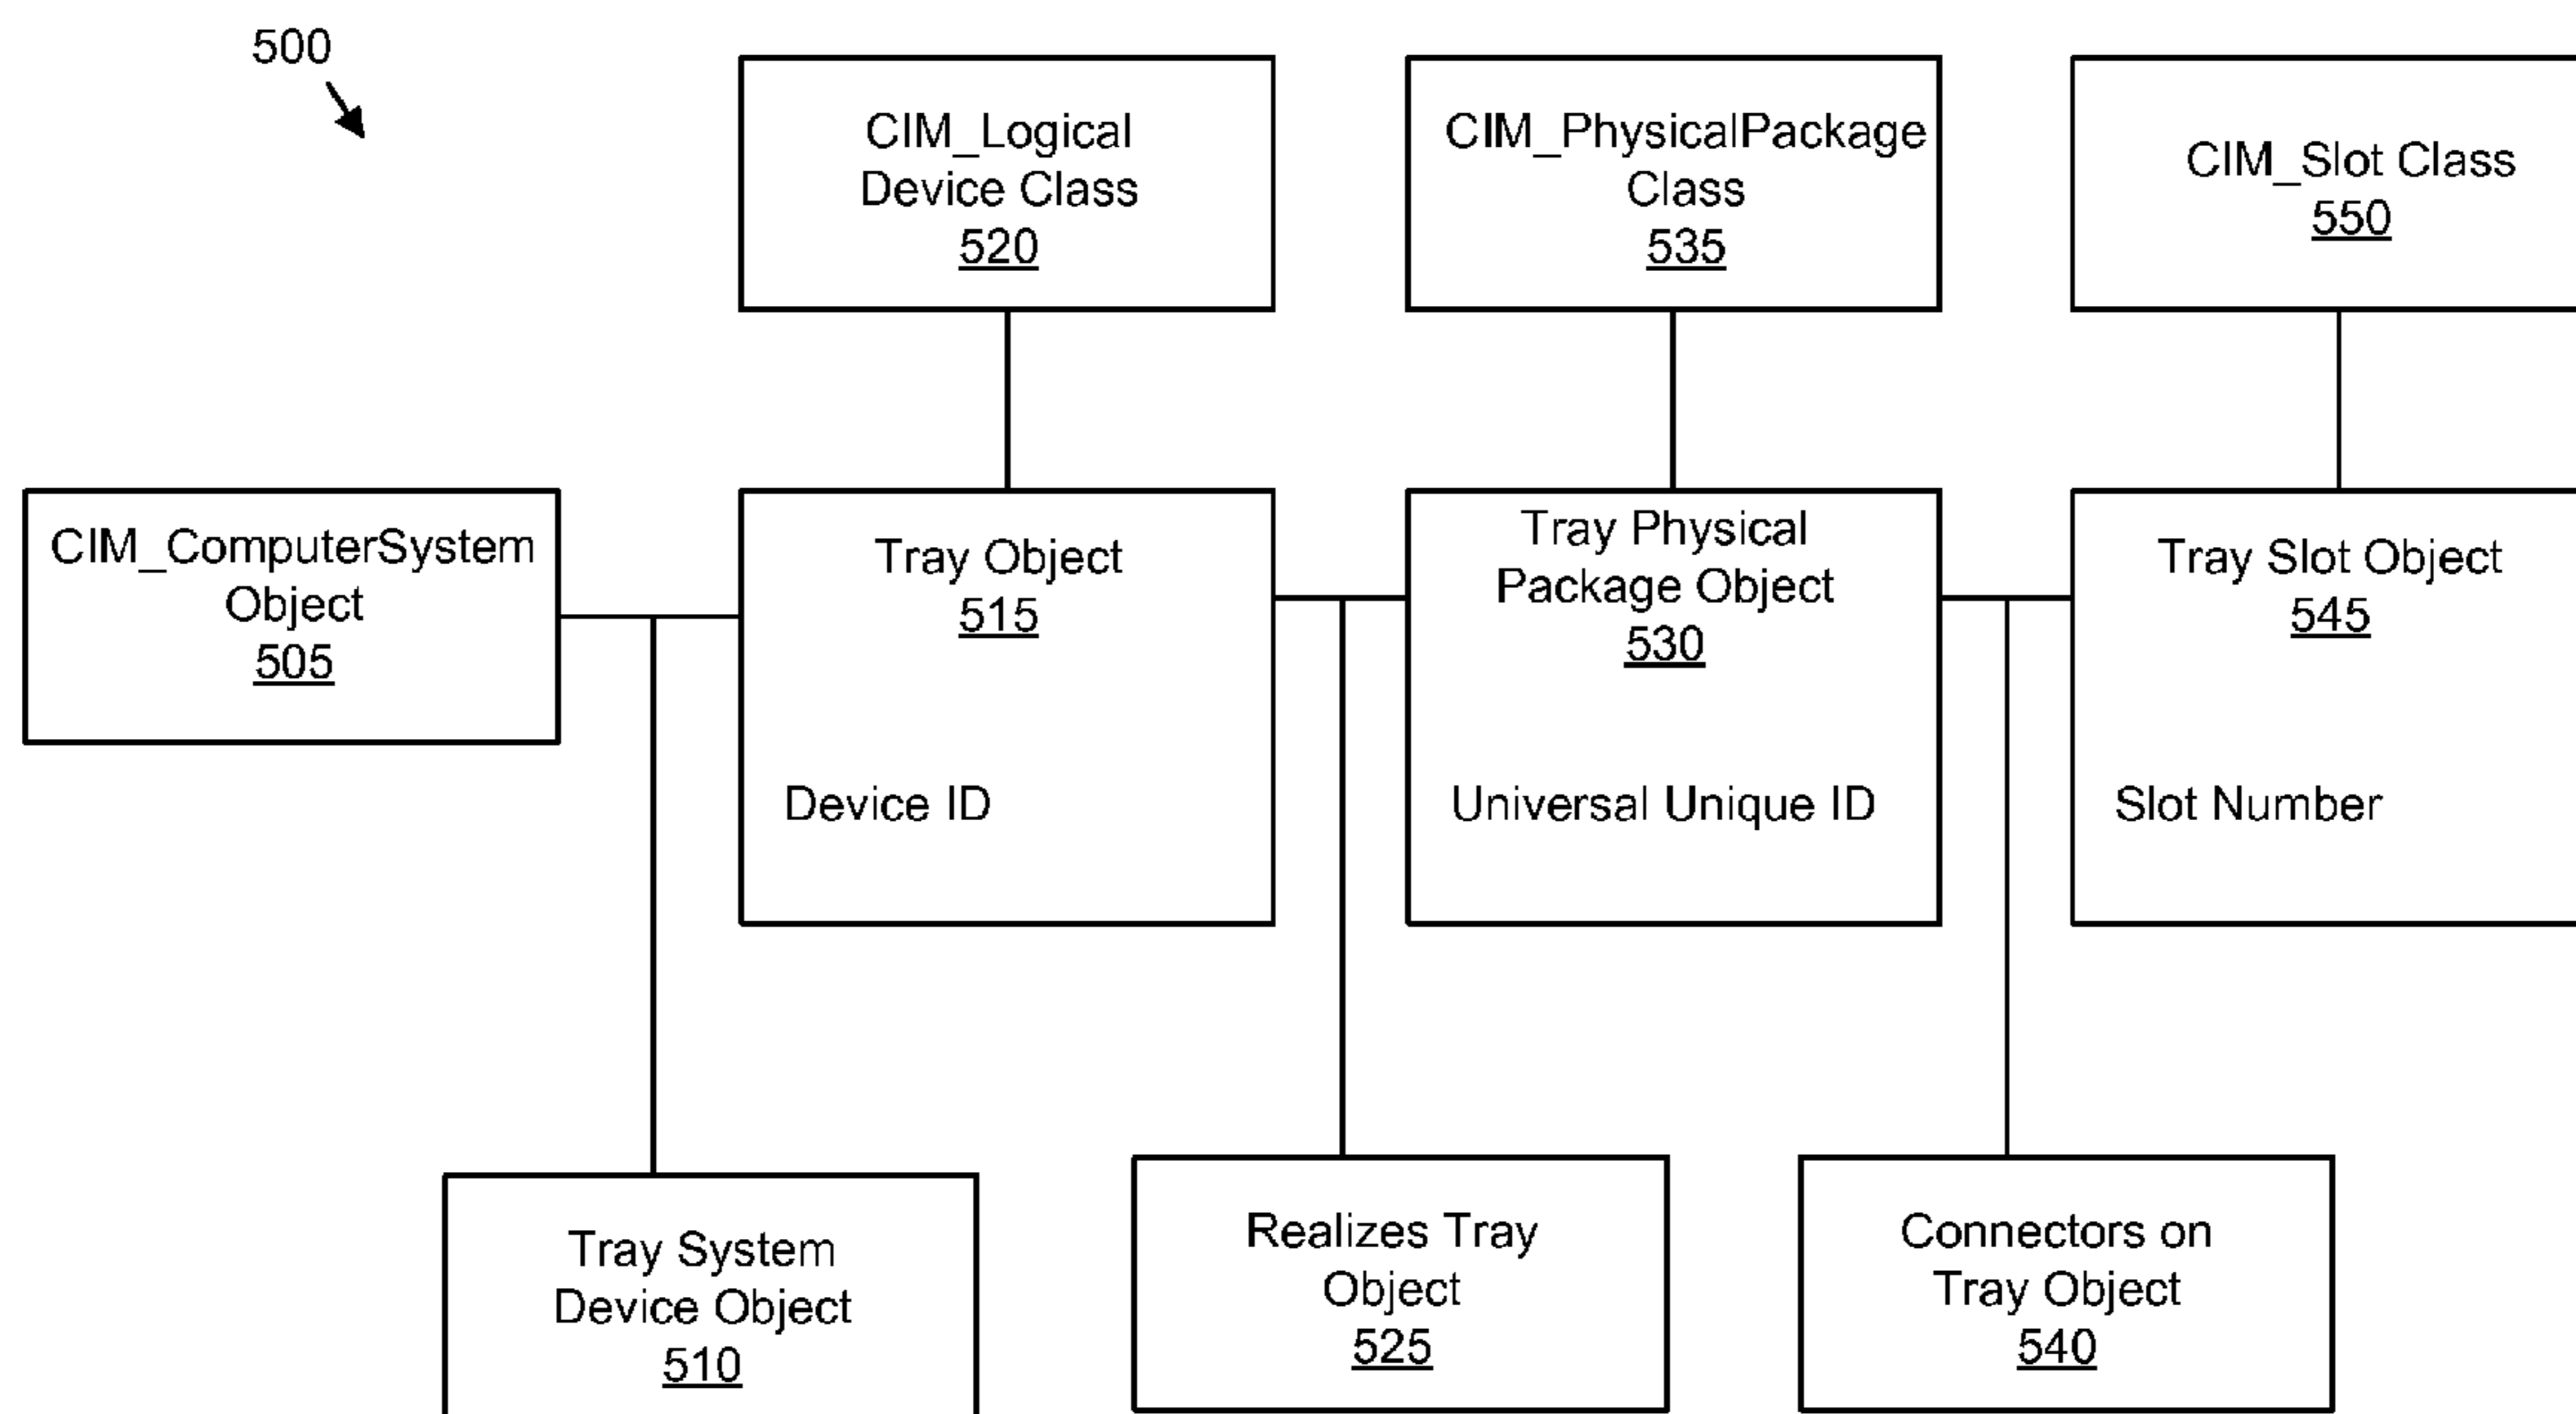 500
CIM_Logical
Device Class
520
CIM_PhysicalPackage
Class
535
CIM_Slot Class
550
CIM_ComputerSystem
Object
505
Tray Object
515
Device ID
Tray Physical
Package Object
530
Universal Unique ID
Tray Slot Object
545
Slot Number
Tray System
Device Object
510
Realizes Tray
Object
525
Connectors on
Tray Object
540